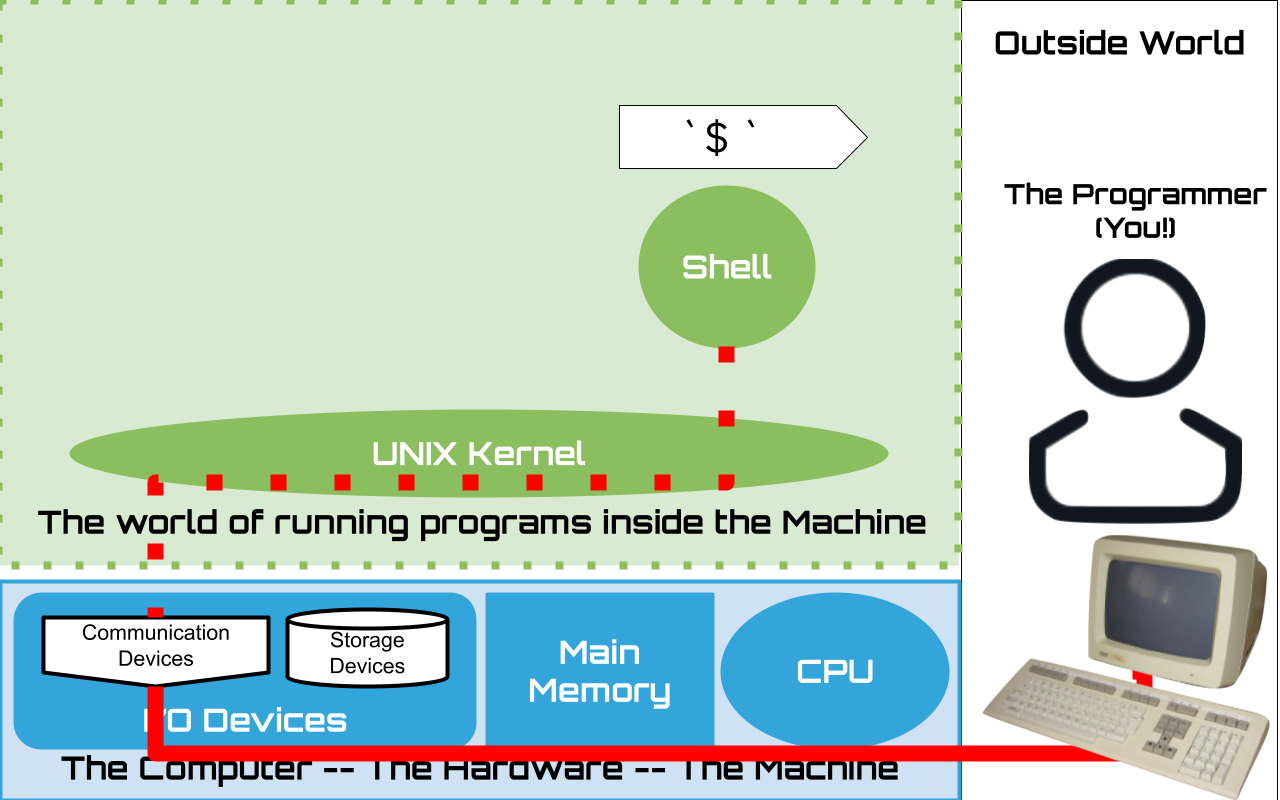 Outside World
` $ `
The Programmer
(You!)
Shell
UNIX Kernel
The world of running programs inside the Machine
Communication
Devices
Storage
Devices
I/O Devices
Main
Memory
CPU
The Computer -- The Hardware -- The Machine